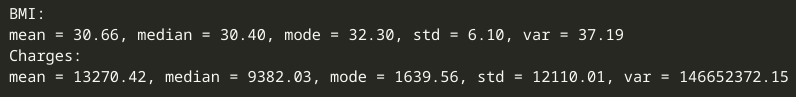 BMI:
mean = 30.66, median = 30.40, mode = 32.30, std = 6.10, var = 37.19
Charges:
mean = 13270.42, median = 9382.03, mode = 1639.56, std = 12110.01, var = 146652372.15